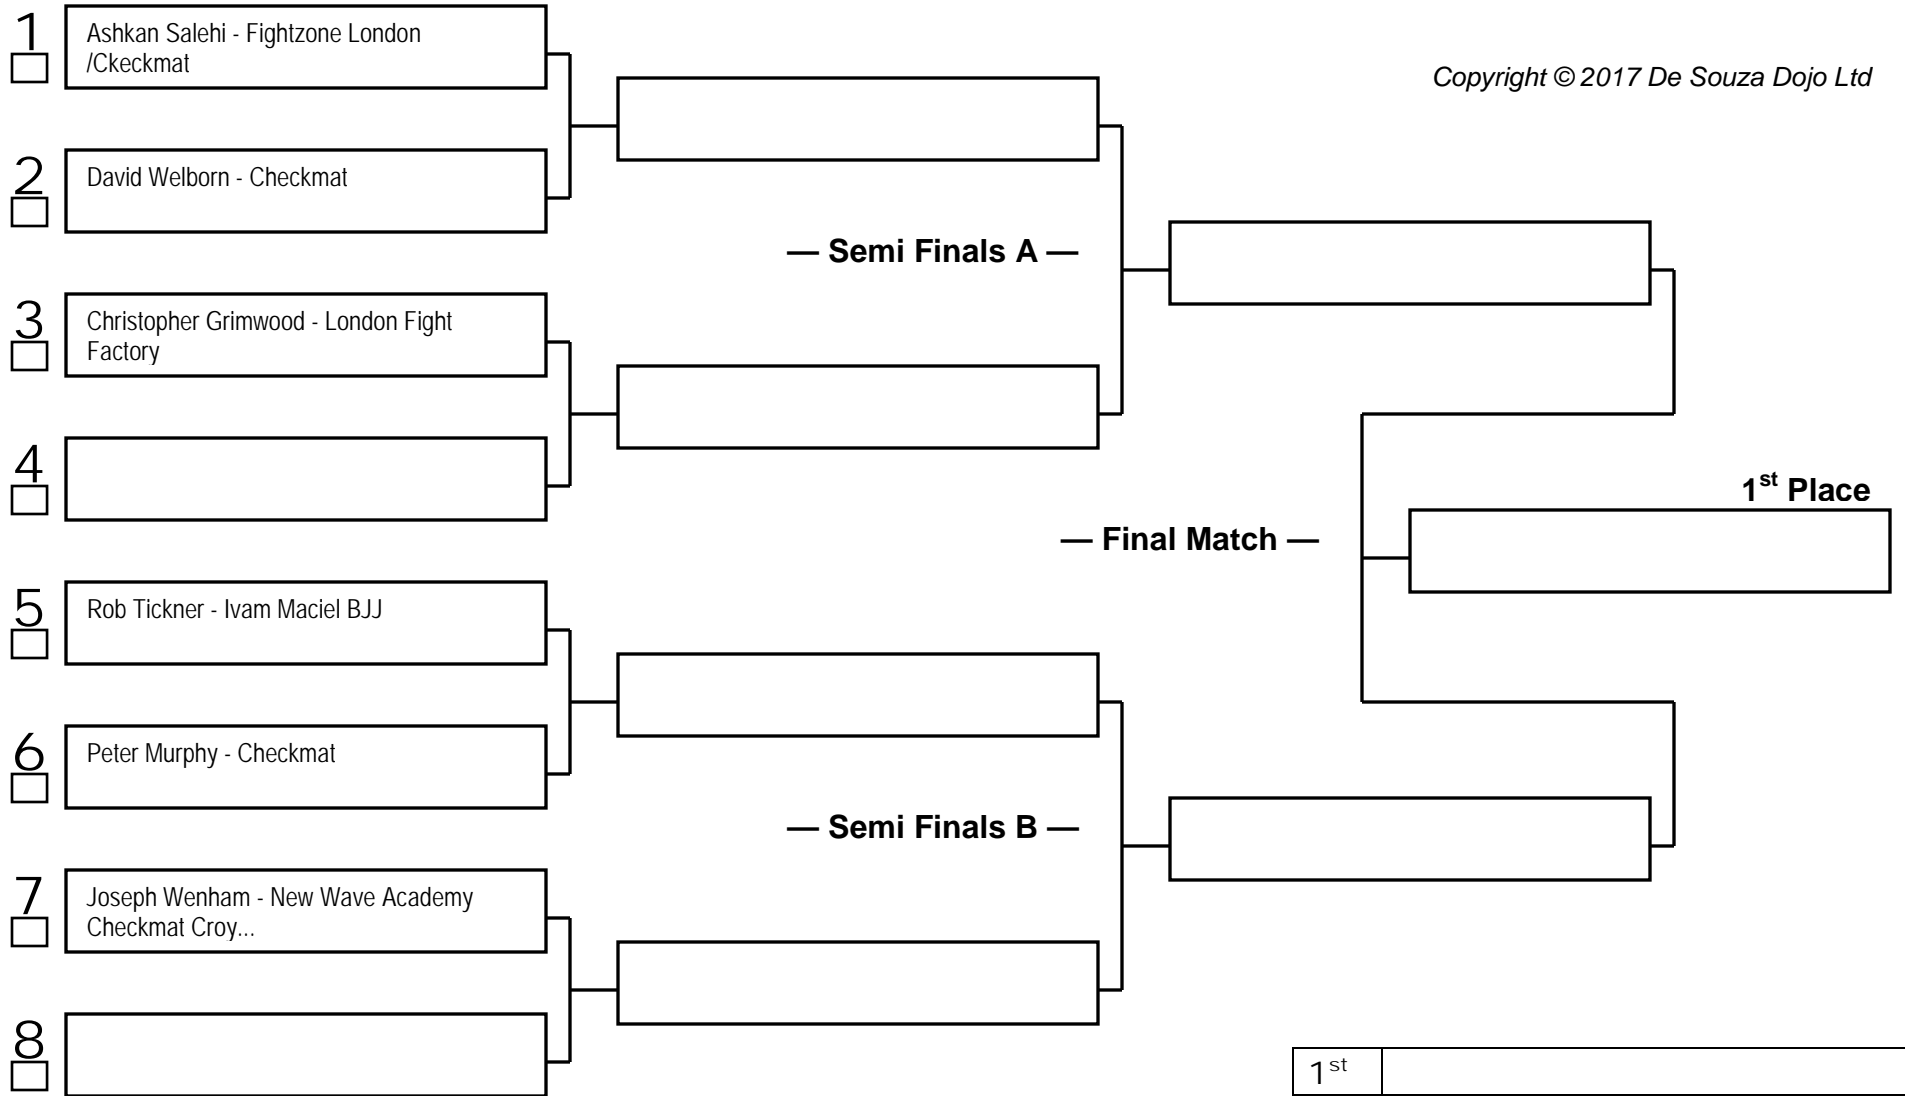 1
Ashkan Salehi - Fightzone London
/Ckeckmat
Copyright © 2017 De Souza Dojo Ltd
2
David Welborn - Checkmat
— Semi Finals A —
3
Christopher Grimwood - London Fight
Factory
4
1st Place
— Final Match —
5
Rob Tickner - Ivam Maciel BJJ
6
Peter Murphy - Checkmat
— Semi Finals B —
7
Joseph Wenham - New Wave Academy
Checkmat Croy...
8
1st